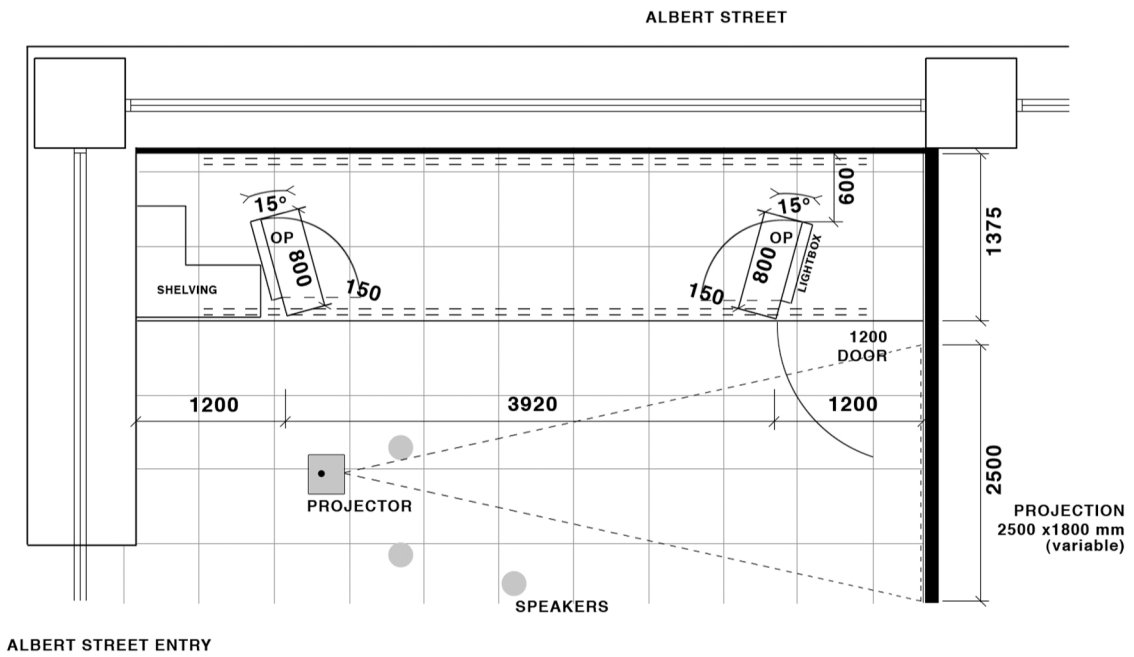 ALBERT STREET
600
15°
15°
1375
OP
OP
800
800
LIGHTBOX
SHELVING
150
150
1200
DOOR
1200
3920
1200
2500
PROJECTOR
PROJECTION
2500 x1800 mm
(variable)
SPEAKERS
ALBERT STREET ENTRY